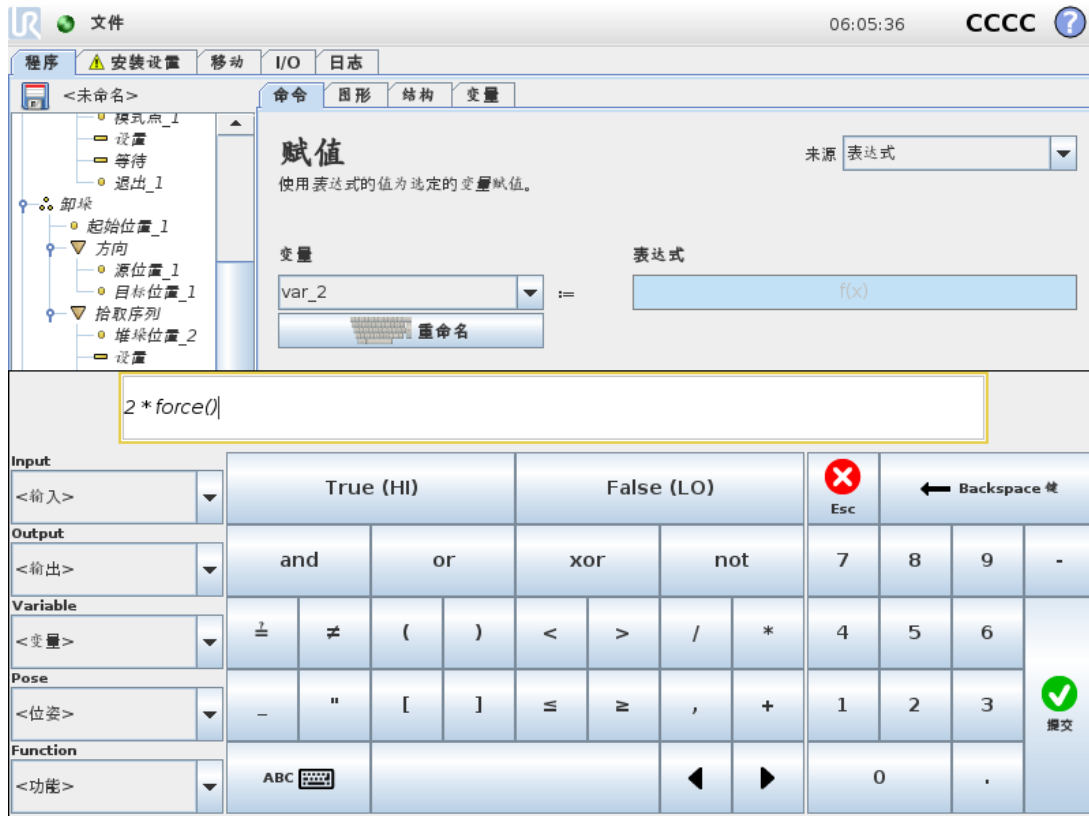 UR 文件 06:05:36 CCCC ?
程序 安装设置 移动 I/O 日志
<未命名> 命令 图形 结构 变量
模式点_1
设置
等待
退出_1
卸垛
起始位置_1
方向
源位置_1
目标位置_1
拾取序列
堆垛位置_2
设置
赋值
来源 表达式
使用表达式的值为选定的变量赋值。
变量 表达式
var_2 := f(x)
重命名
2 * force()
Input
<输入> True (HI) False (LO) Esc Backspace 键
Output
<输出> and or xor not 7 8 9 -
Variable
<变量> ≟ ≠ ( ) < > / * 4 5 6
Pose
<位姿> _ " [ ] ≤ ≥ , + 1 2 3 提交
Function
<功能> ABC 0 .